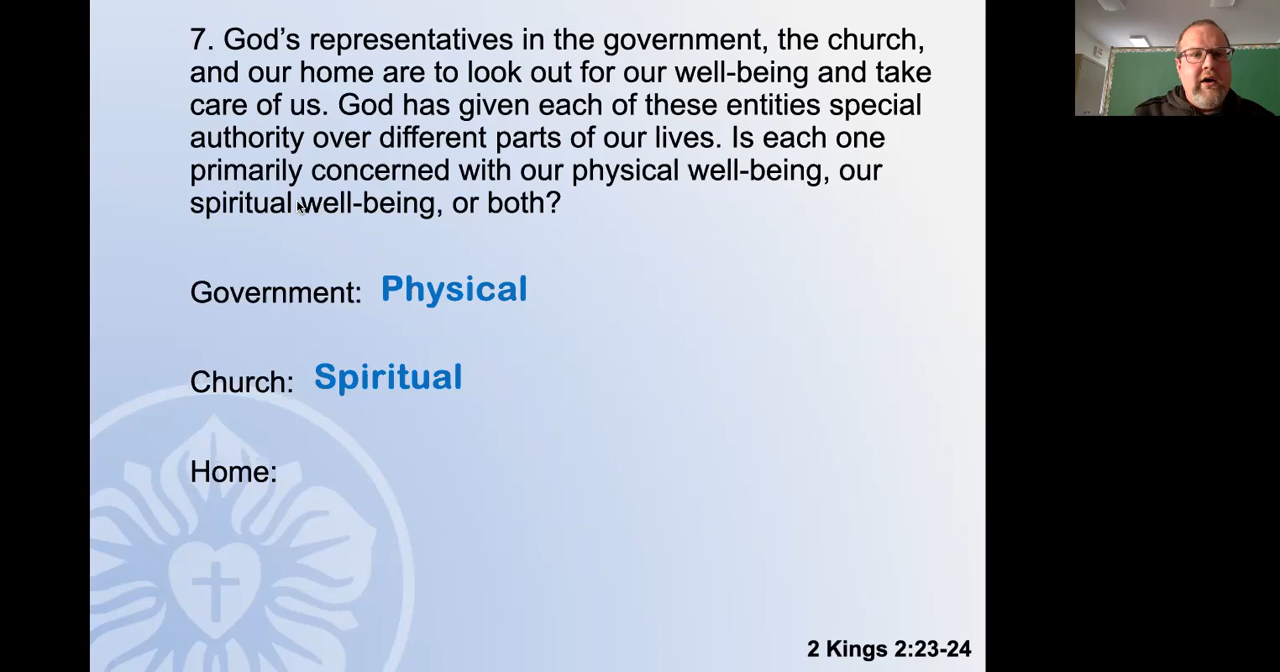 7. God’s representatives in the government, the church,
and our home are to look out for our well-being and take
care of us. God has given each of these entities special
authority over different parts of our lives. Is each one
primarily concerned with our physical well-being, our
spiritual well-being, or both?
Government: Physical
Church: Spiritual
Home:
2 Kings 2:23-24